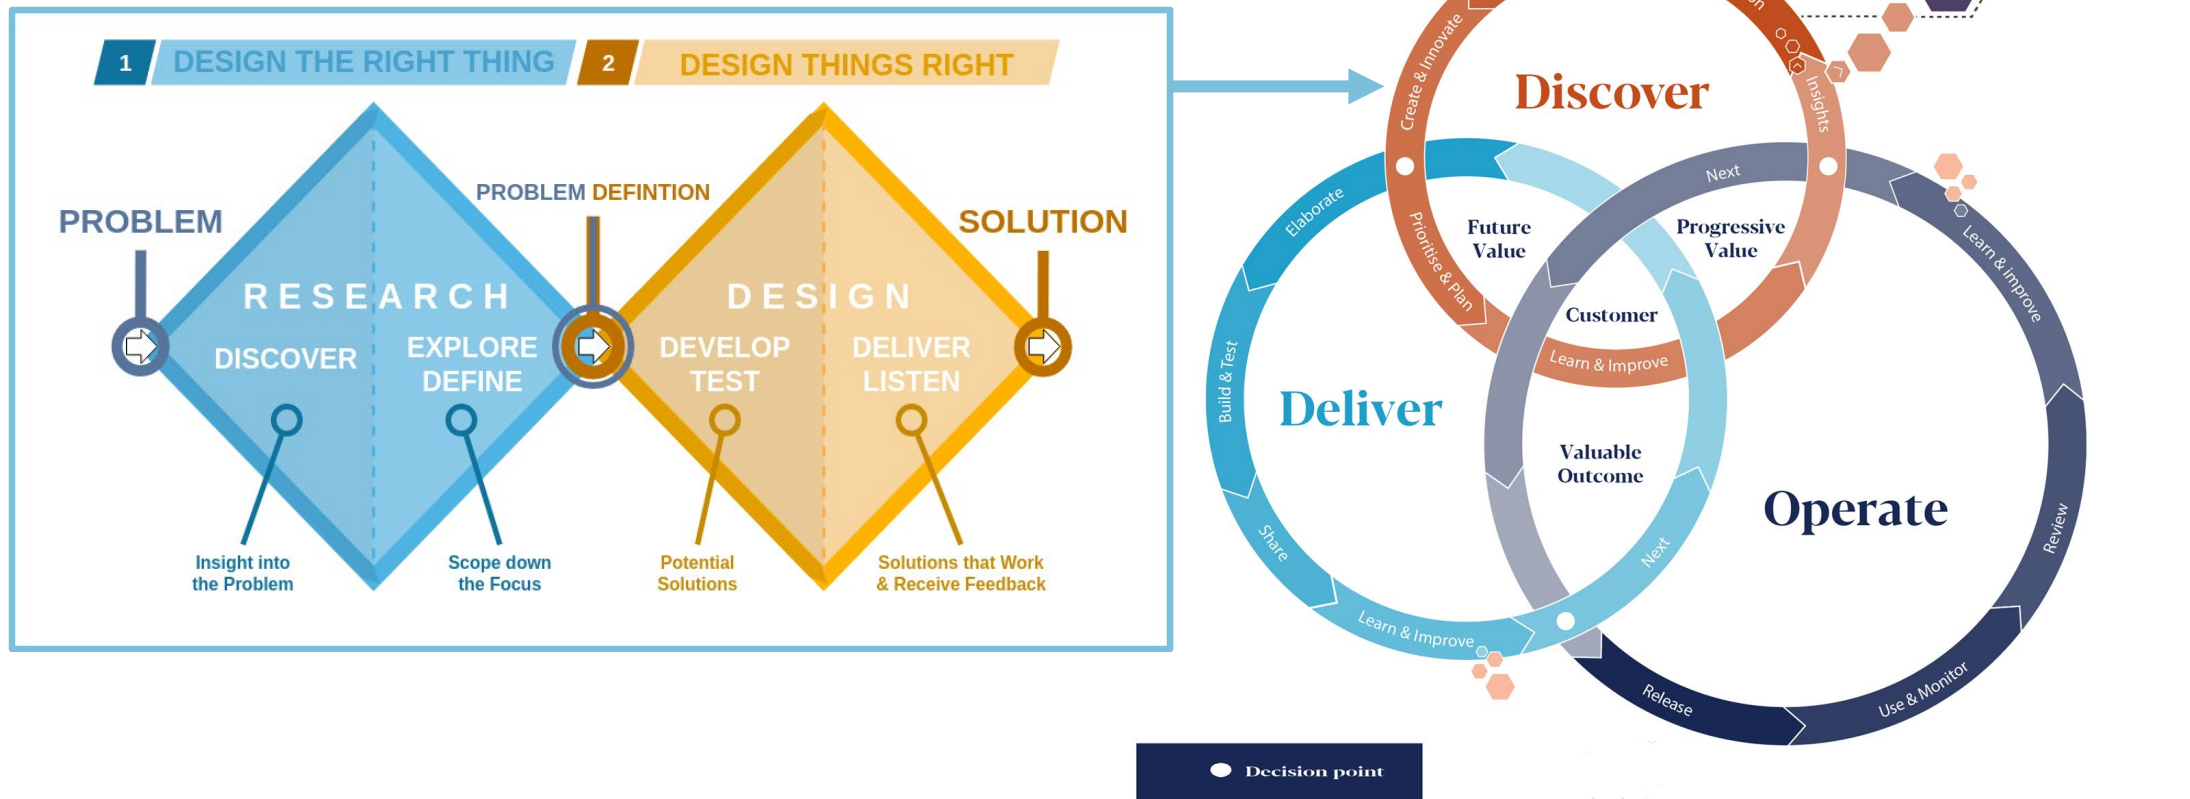 1
DESIGN THE RIGHT THING
2
DESIGN THINGS RIGHT
PROBLEM
PROBLEM DEFINTION
SOLUTION
RESEARCH
DISCOVER
EXPLORE
DEFINE
DESIGN
DEVELOP
TEST
DELIVER
LISTEN
Insight into
the Problem
Scope down
the Focus
Potential
Solutions
Solutions that Work
& Receive Feedback
Discover
Create & Innovate
Insights
Prioritise & Plan
Learn & Improve
Future
Value
Progressive
Value
Customer
Valuable
Outcome
Deliver
Elaborate
Build & Test
Share
Learn & Improve
Next
Operate
Next
Learn & improve
Review
Use & Monitor
Release
Decision point